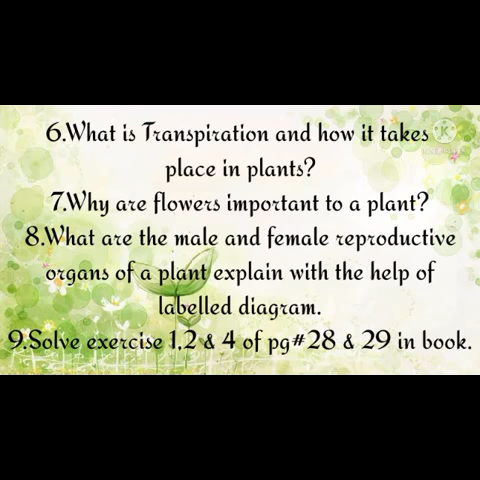 6.What is Transpiration and how it takes
place in plants?
7.Why are flowers important to a plant?
8.What are the male and female reproductive
organs of a plant explain with the help of
labelled diagram.
9.Solve exercise 1,2 & 4 of pg#28 & 29 in book.